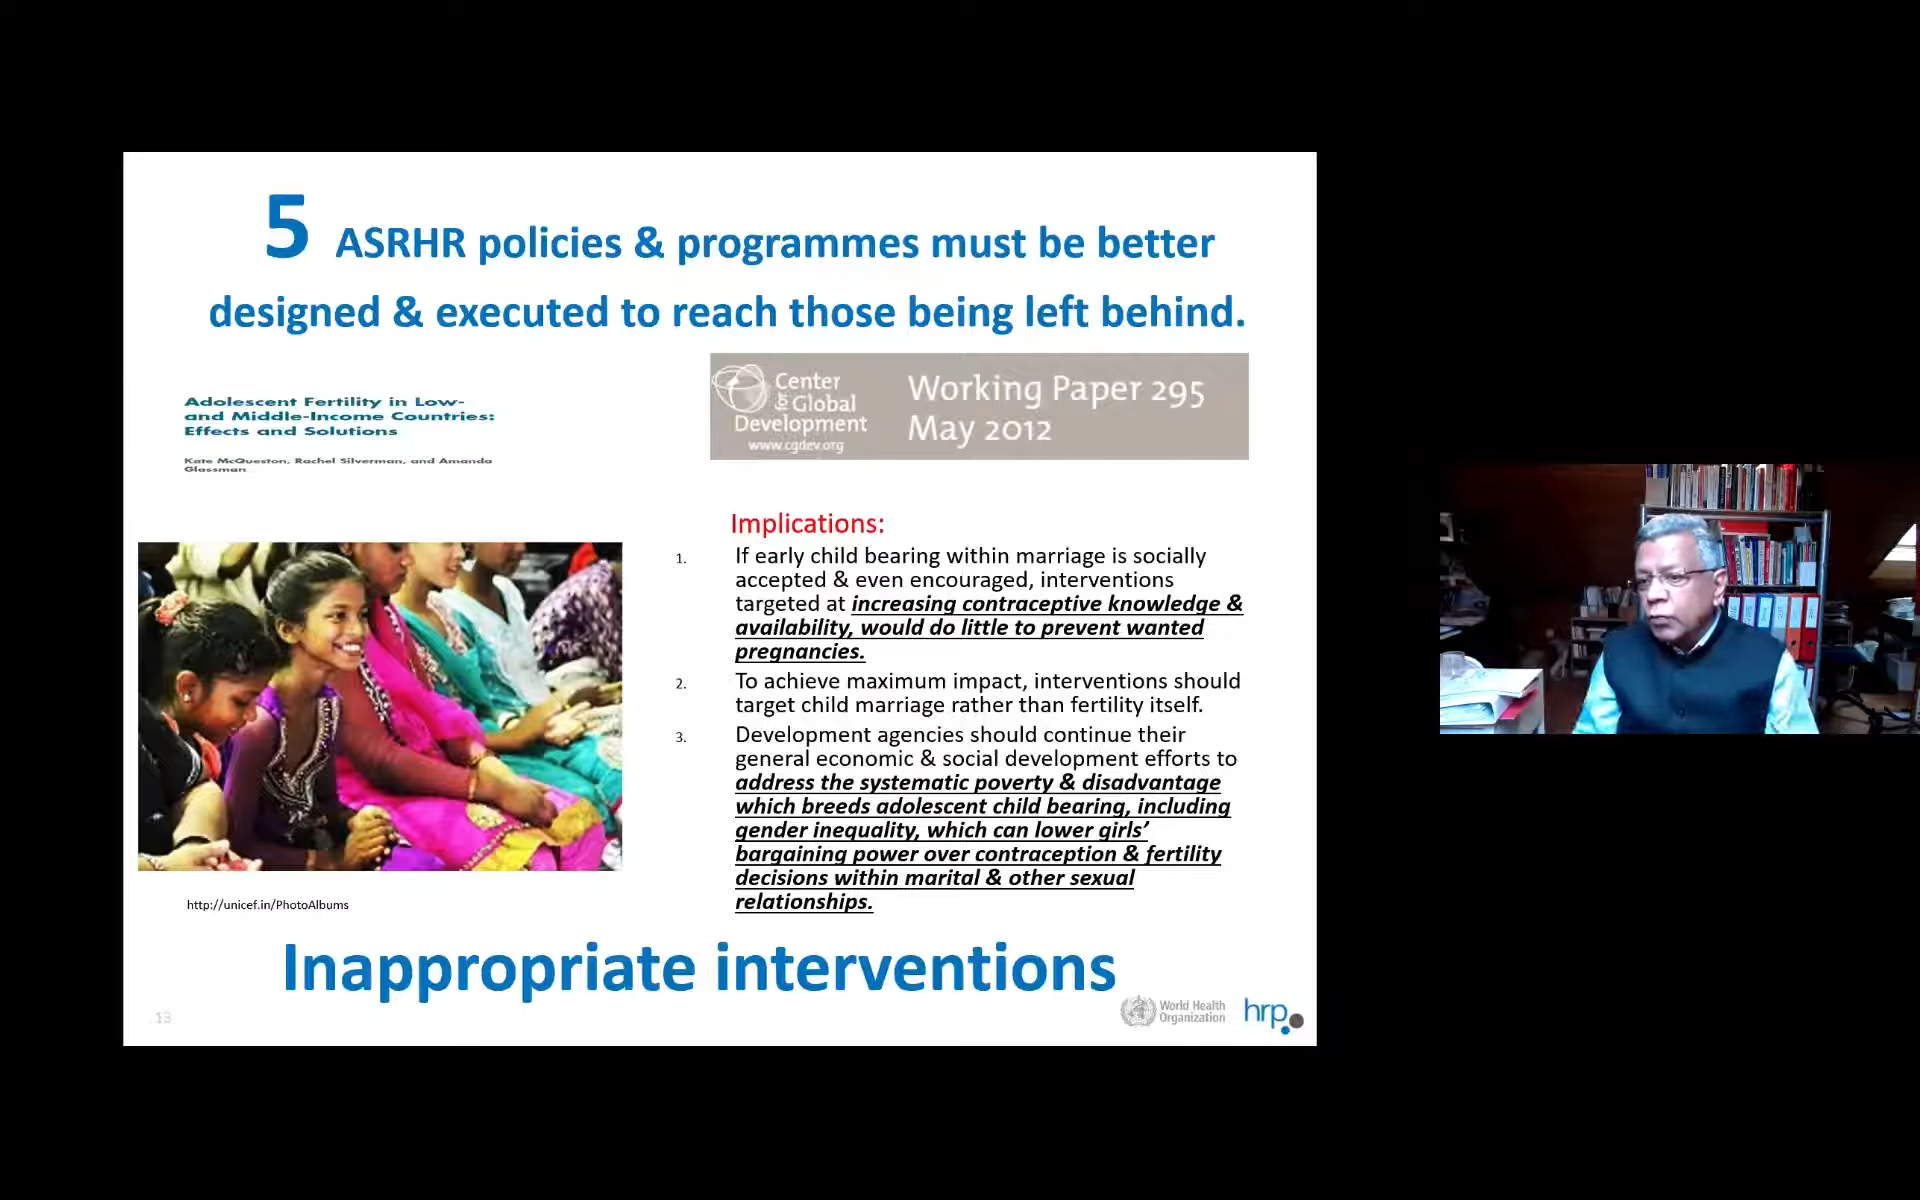 5 ASRHR policies & programmes must be better
designed & executed to reach those being left behind.
Adolescent Fertility in Low-
and Middle-Income Countries:
Effects and Solutions
Kate McQueston, Rachel Silverman, and Amanda
Glassman
Center
for Global
Development
www.cgdev.org
Working Paper 295
May 2012
Implications:
1. If early child bearing within marriage is socially
accepted & even encouraged, interventions
targeted at increasing contraceptive knowledge &
availability, would do little to prevent wanted
pregnancies.
2. To achieve maximum impact, interventions should
target child marriage rather than fertility itself.
3. Development agencies should continue their
general economic & social development efforts to
address the systematic poverty & disadvantage
which breeds adolescent child bearing, including
gender inequality, which can lower girls’
bargaining power over contraception & fertility
decisions within marital & other sexual
relationships.
http://unicef.in/PhotoAlbums
Inappropriate interventions
13
World Health
Organization
hrp